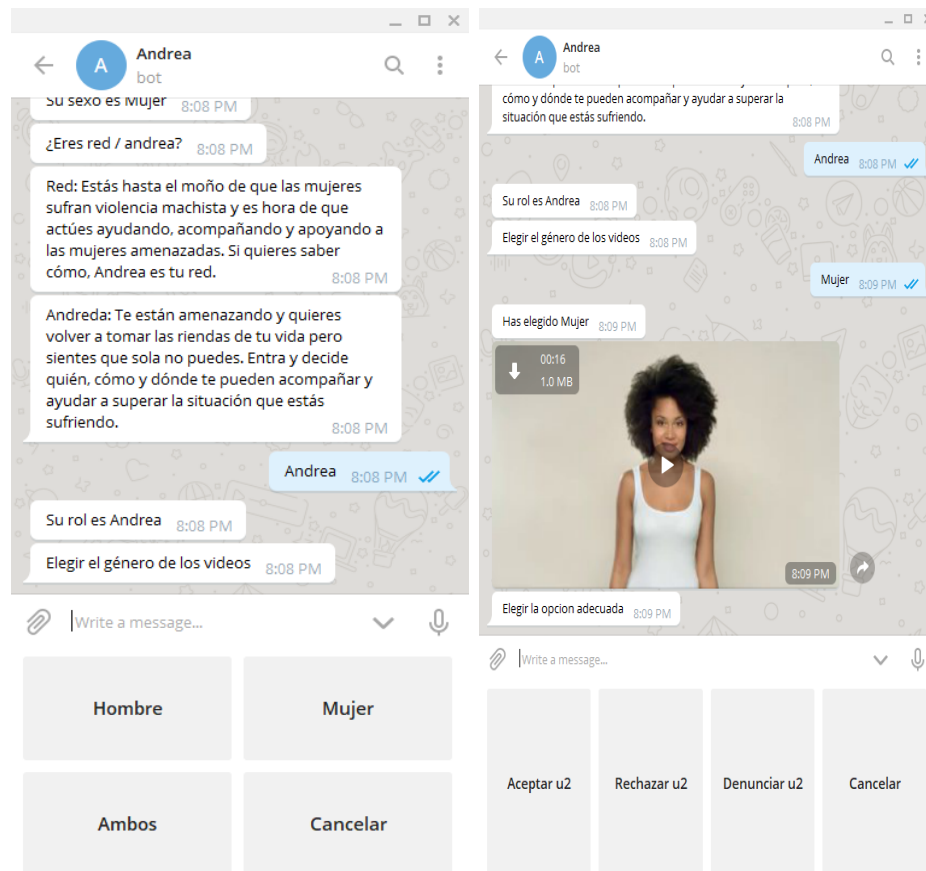 Andrea
A
bot
Su sexo es Mujer 8:08 PM
¿Eres red / andrea? 8:08 PM
Red: Estás hasta el moño de que las mujeres
sufran violencia machista y es hora de que
actúes ayudando, acompañando y apoyando a
las mujeres amenazadas. Si quieres saber
cómo, Andrea es tu red. 8:08 PM
Andreda: Te están amenazando y quieres
volver a tomar las riendas de tu vida pero
sientes que sola no puedes. Entra y decide
quién, cómo y dónde te pueden acompañar y
ayudar a superar la situación que estás
sufriendo. 8:08 PM
Andrea 8:08 PM
Su rol es Andrea 8:08 PM
Elegir el género de los videos 8:08 PM
Write a message...
Hombre
Mujer
Ambos
Cancelar
Andrea
A
bot
cómo y dónde te pueden acompañar y ayudar a superar la
situación que estás sufriendo. 8:08 PM
Andrea 8:08 PM
Su rol es Andrea 8:08 PM
Elegir el género de los videos 8:08 PM
Mujer 8:09 PM
Has elegido Mujer 8:09 PM
00:16
1.0 MB
8:09 PM
Elegir la opcion adecuada 8:09 PM
Write a message...
Aceptar u2
Rechazar u2
Denunciar u2
Cancelar